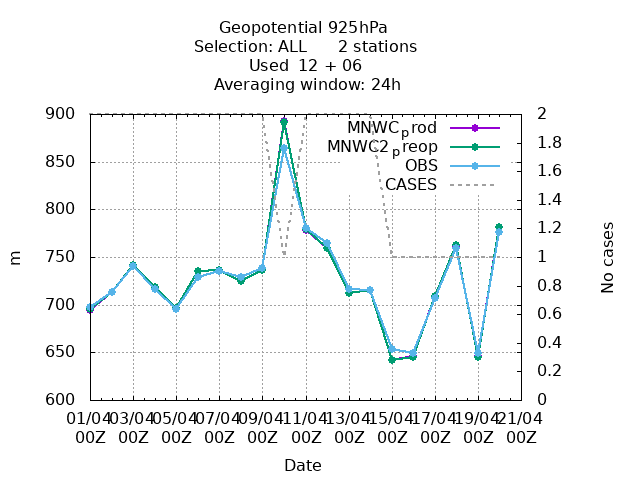 Geopotential 925hPa
Selection: ALL 2 stations
Used 12 + 06
Averaging window: 24h
900 2
MNWCprod
1.8
MNWC2preop
850
1.6
OBS
CASES
1.4
800
1.2
m
750 1
No cases
0.8
700
0.6
0.4
650
0.2
600 0
01/04 03/04 05/04 07/04 09/04 11/04 13/04 15/04 17/04 19/04 21/04
00Z 00Z 00Z 00Z 00Z 00Z 00Z 00Z 00Z 00Z 00Z
Date